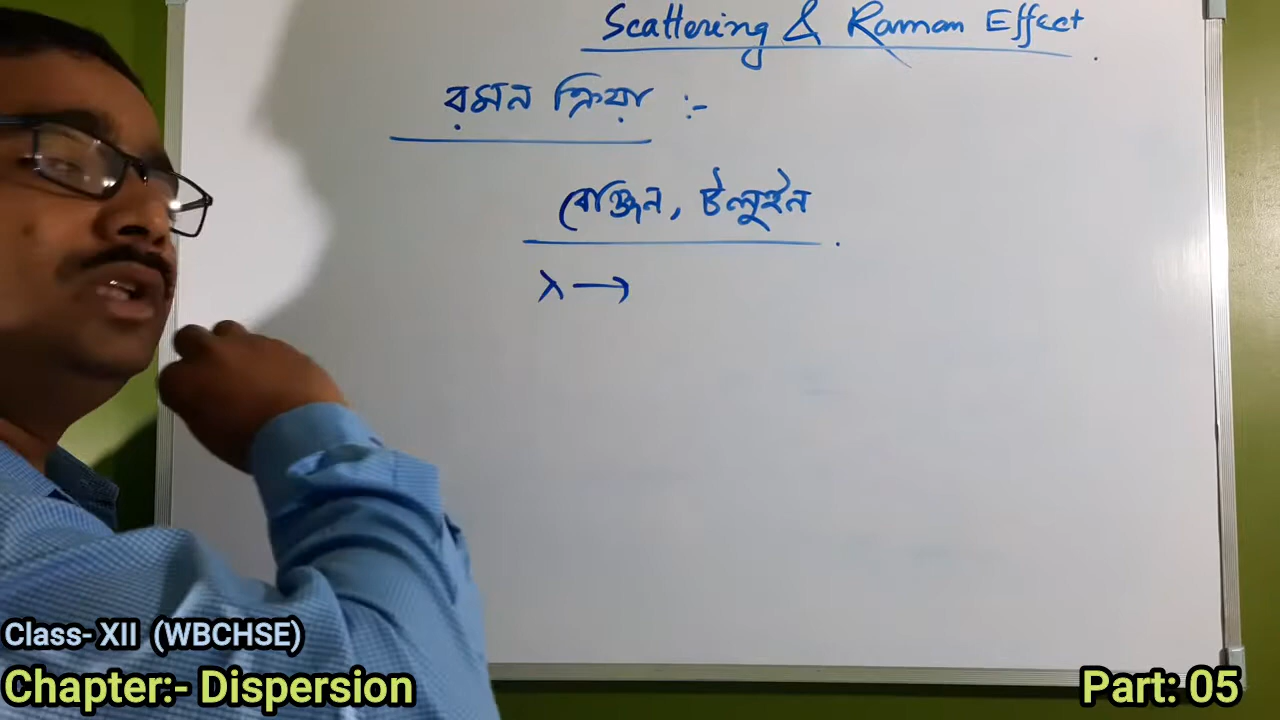 Scattering & Raman Effect.
রমন ক্রিয়া :-
বেঞ্জিন, টলুইন.
λ →
Class- XII (WBCHSE)
Chapter:- Dispersion
Part: 05